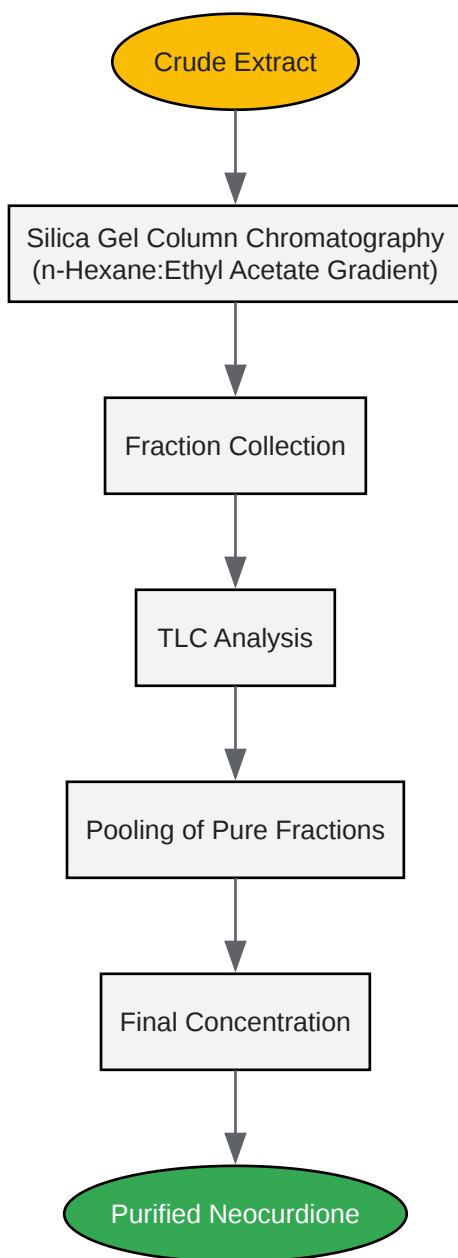 Crude Extract
Silica Gel Column Chromatography
(n-Hexane:Ethyl Acetate Gradient)
Fraction Collection
TLC Analysis
Pooling of Pure Fractions
Final Concentration
Purified Neocurdione